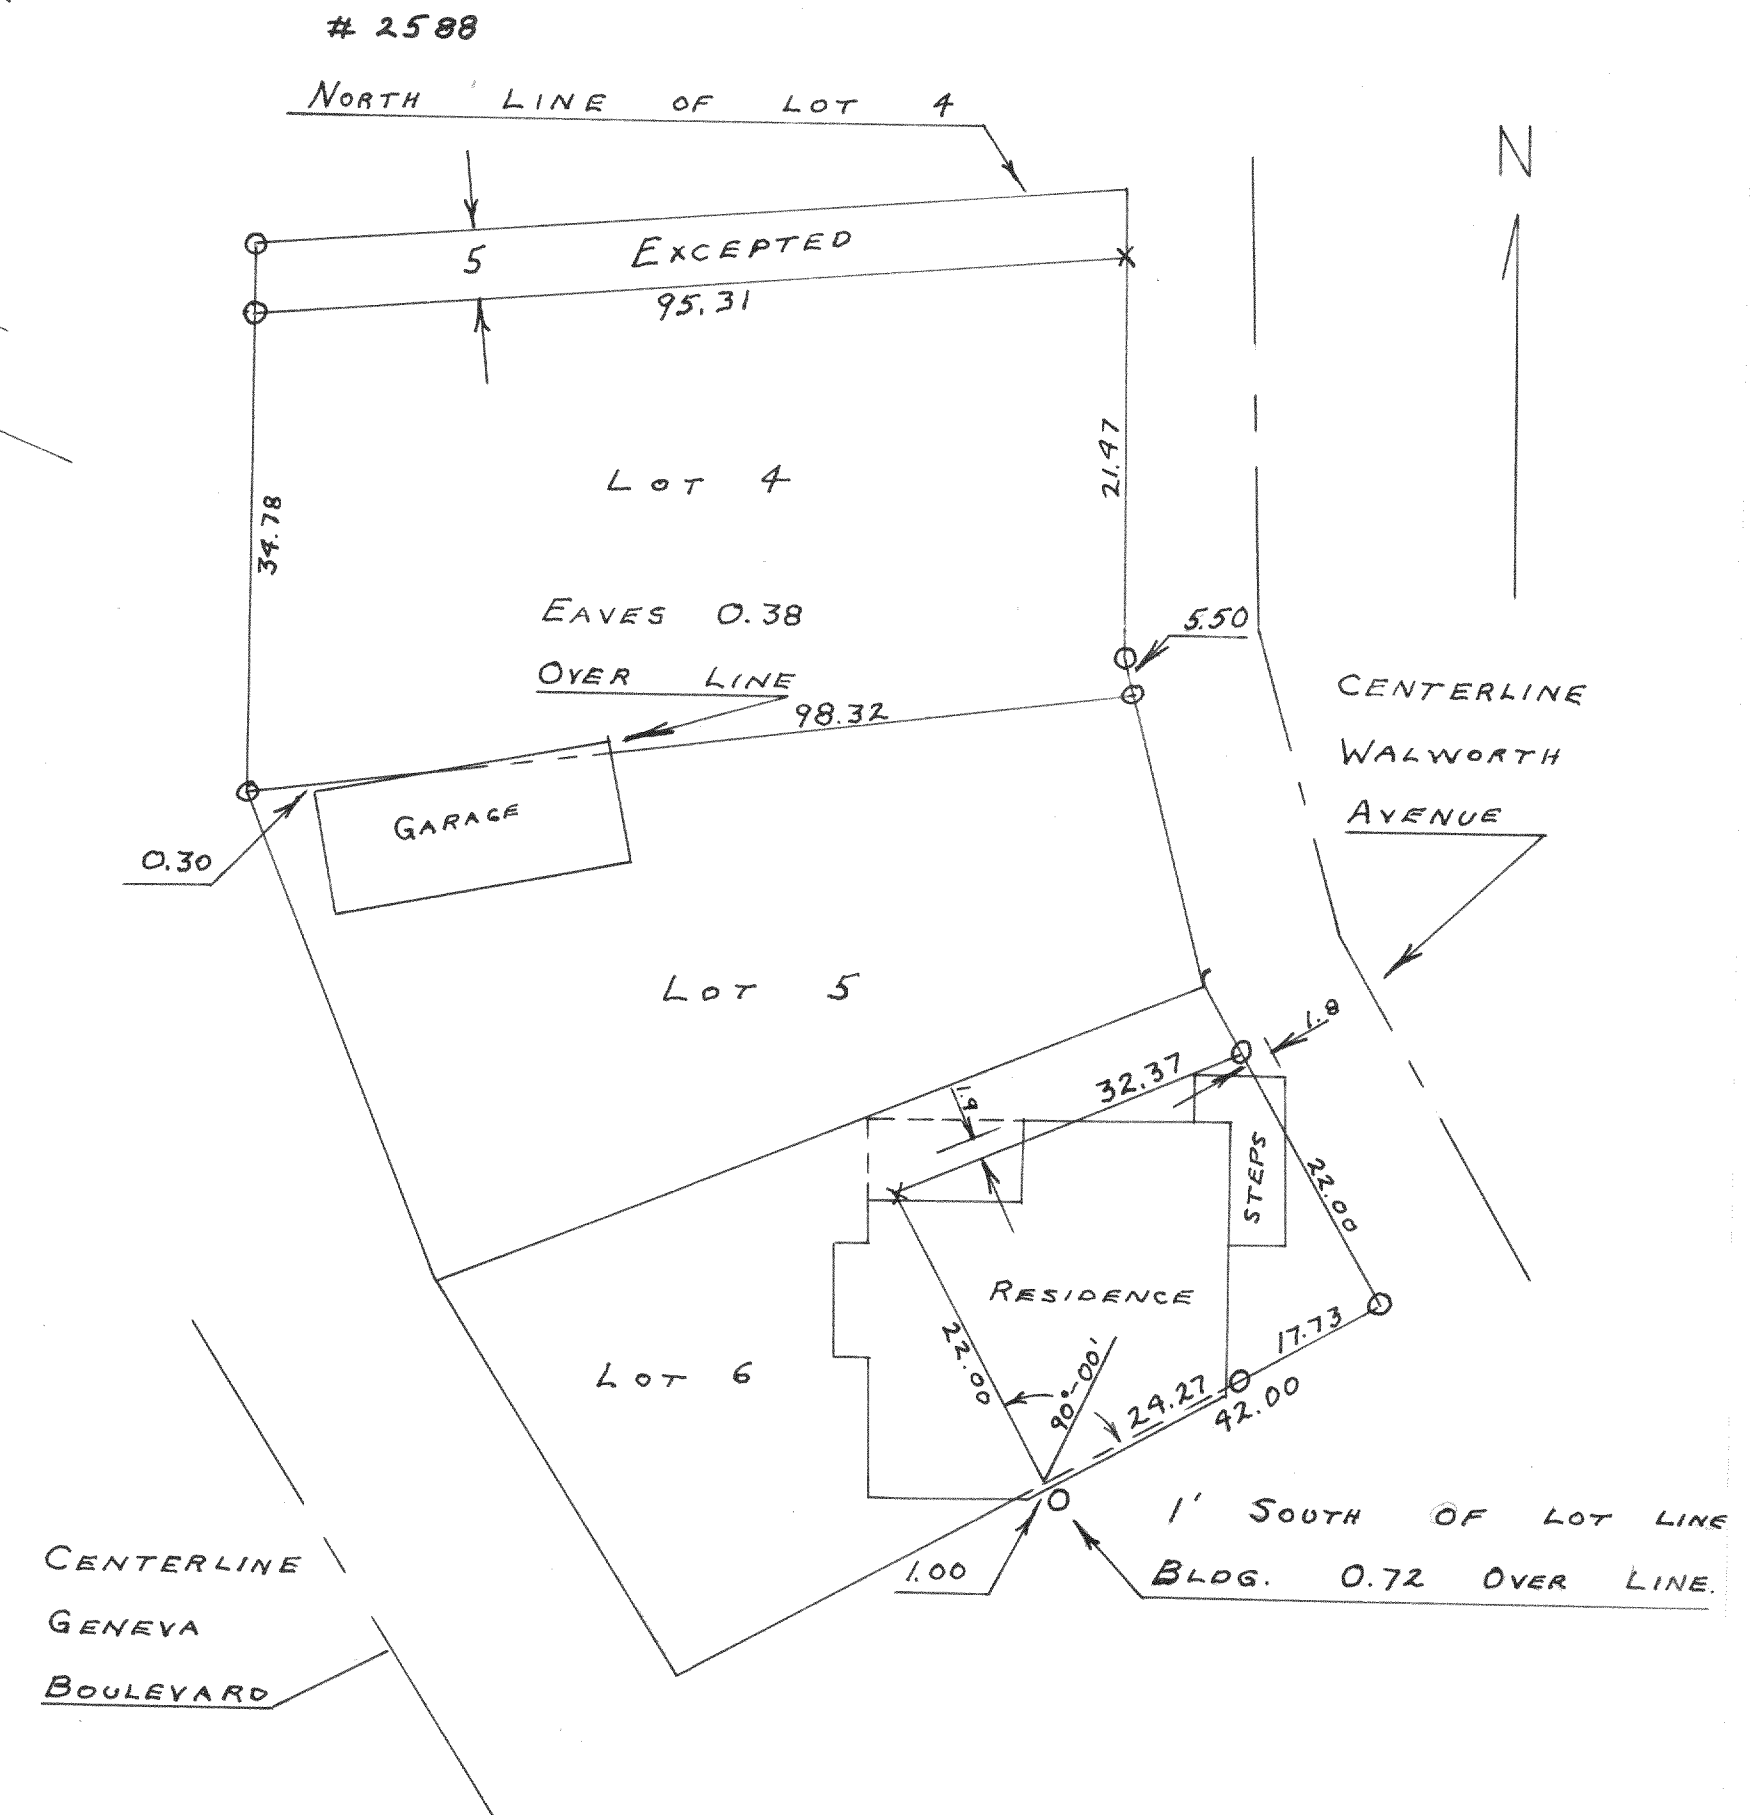 # 2588
NORTH LINE OF LOT 4
5 EXCEPTED
95.31
N
34.78
21.47
LOT 4
EAVES 0.38
OVER LINE
5.50
98.32
CENTERLINE
WALWORTH
AVENUE
GARAGE
0.30
LOT 5
1.8
32.37
1.9
STEPS
22.00
RESIDENCE
22.00
90°-00'
17.73
24.27
42.00
LOT 6
1' SOUTH OF LOT LINE
BLDG. 0.72 OVER LINE.
1.00
CENTERLINE
GENEVA
BOULEVARD